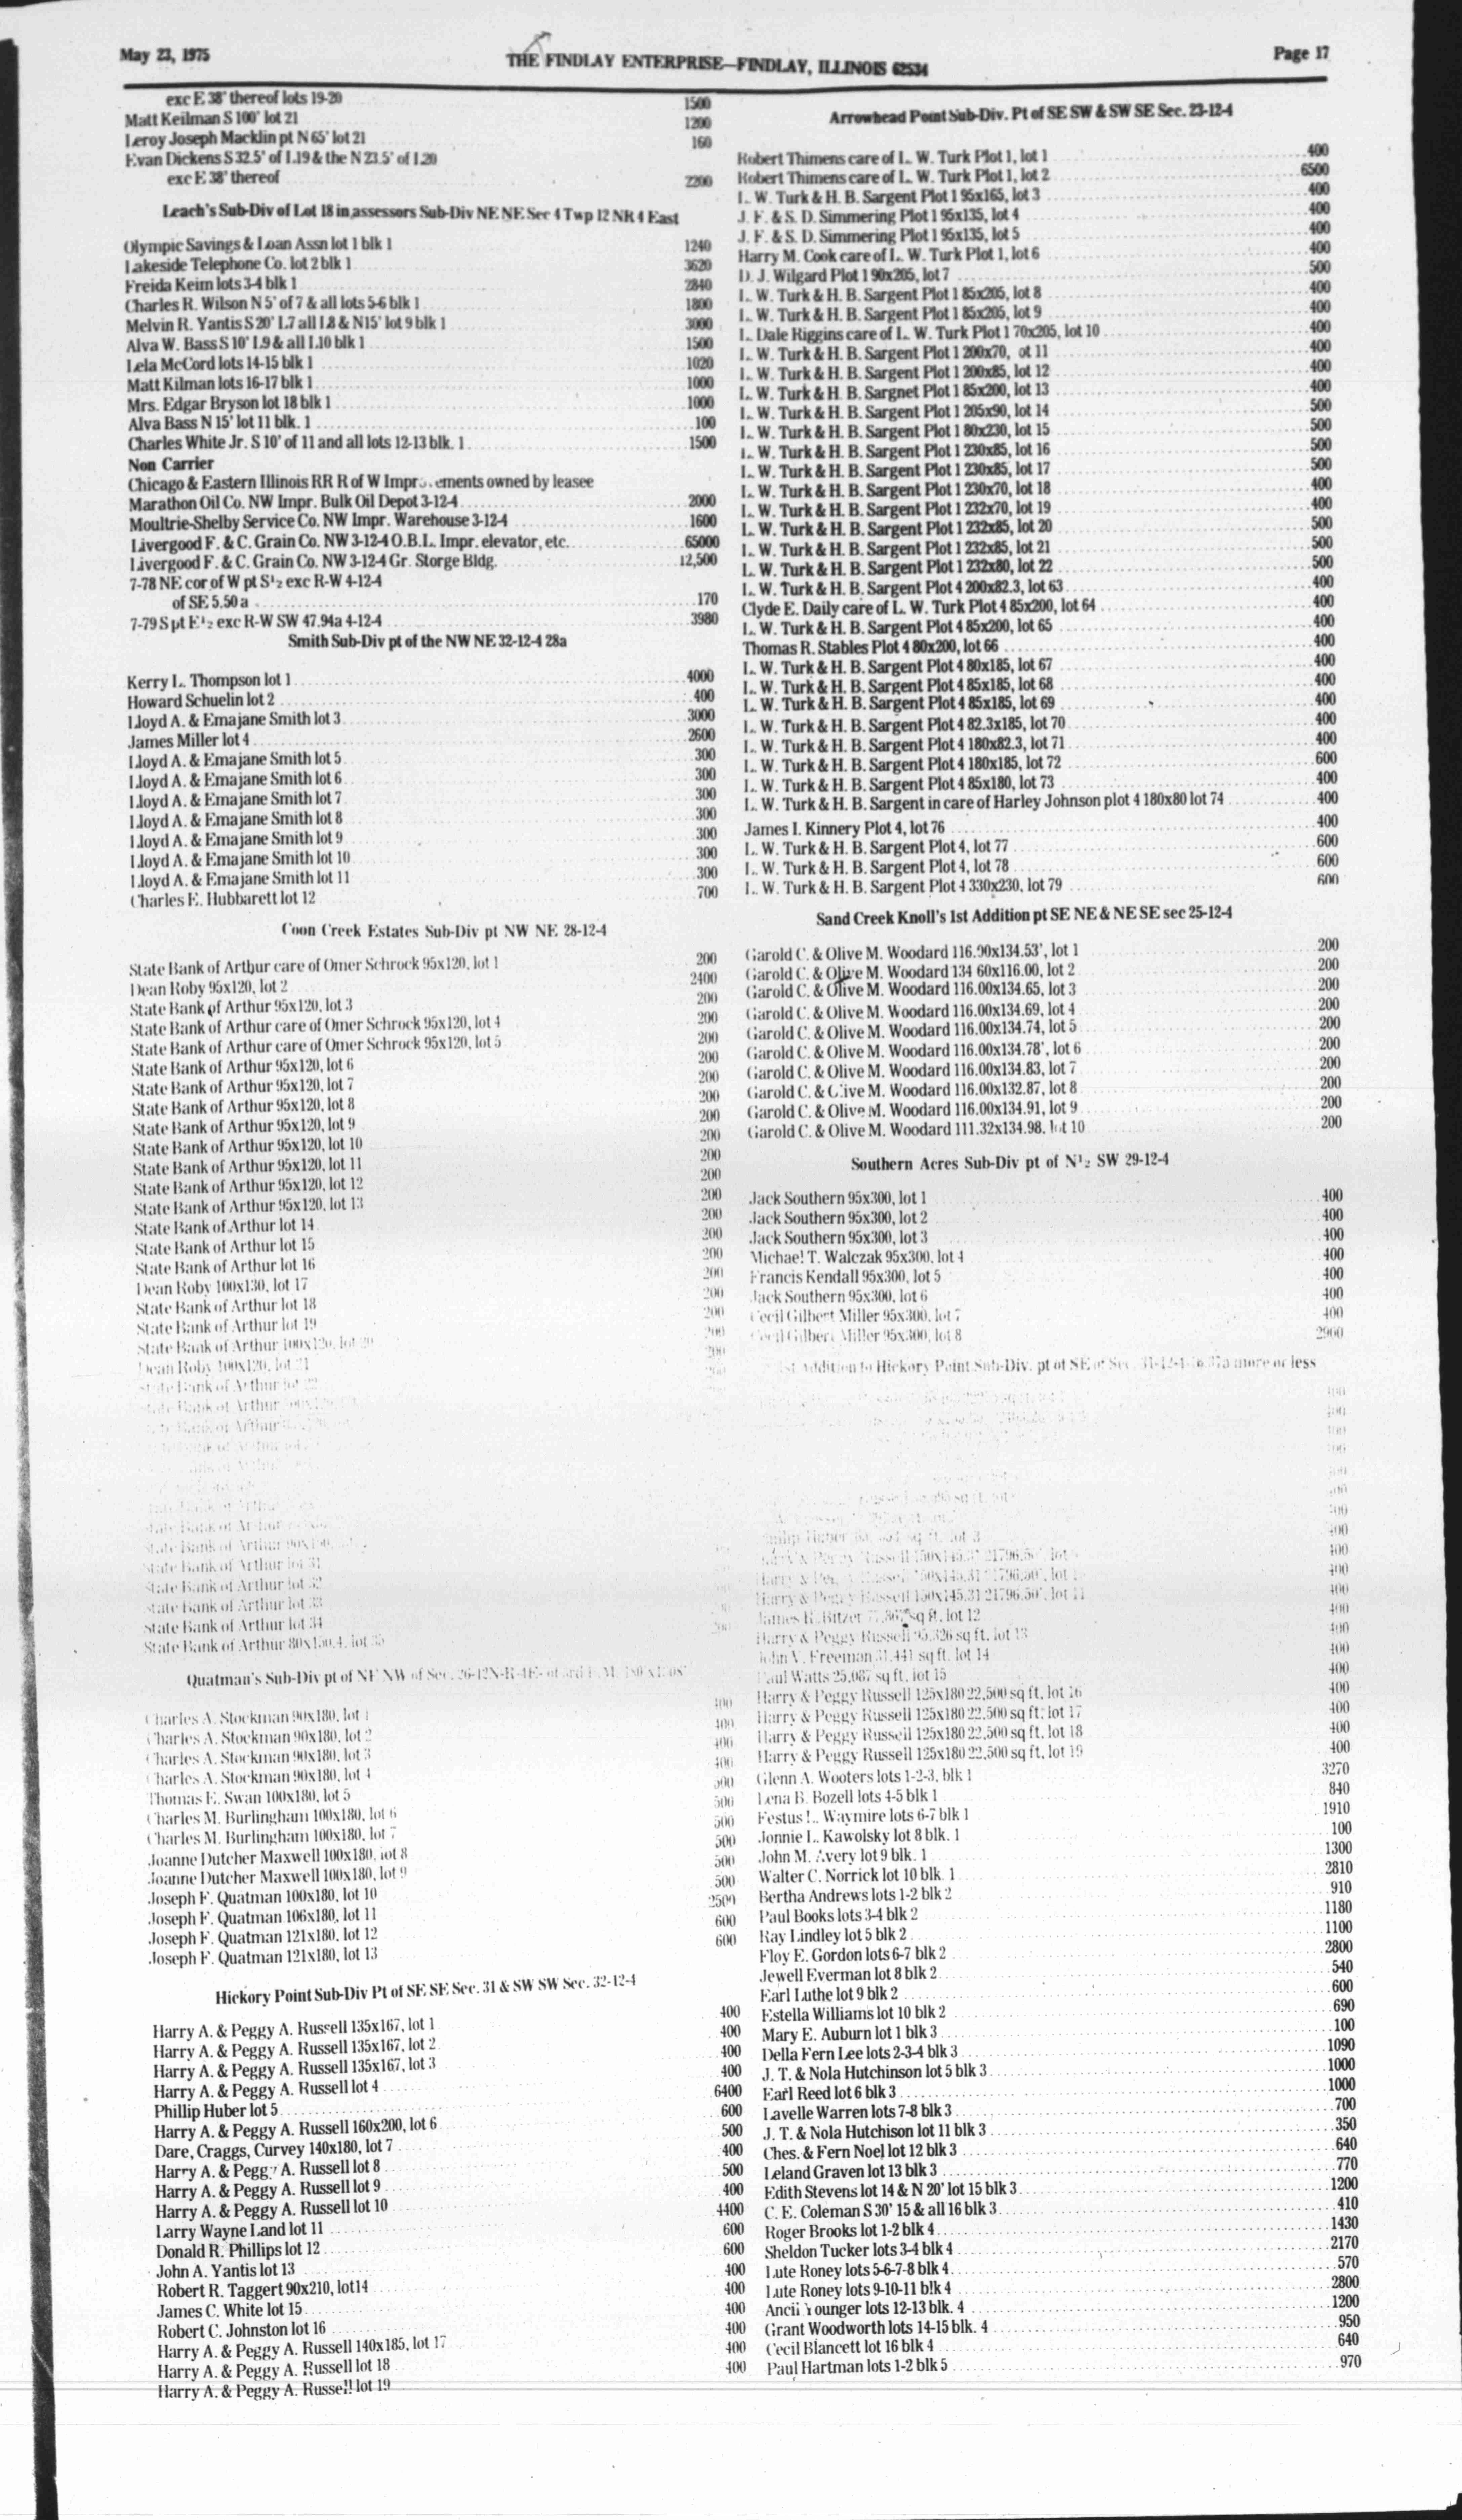 May 23, 1975
THE FINDLAY ENTERPRISE—FINDLAY, ILLINOIS 62534
Page 17
exc E 38' thereof lots 19-20 1500
Matt Keilman S 100' lot 21 1200
Leroy Joseph Macklin pt N 65' lot 21 160
Evan Dickens S 32.5' of L19 & the N 23.5' of L20
exc E 38' thereof 2200
Leach's Sub-Div of Lot 18 in assessors Sub-Div NE NE Sec 4 Twp 12 NR 4 East
Olympic Savings & Loan Assn lot 1 blk 1 1240
Lakeside Telephone Co. lot 2 blk 1 3620
Freida Keim lots 3-4 blk 1 2840
Charles R. Wilson N 5' of 7 & all lots 5-6 blk 1 1800
Melvin R. Yantis S 20' L7 all L8 & N15' lot 9 blk 1 3000
Alva W. Bass S 10' L9 & all L10 blk 1 1500
Lela McCord lots 14-15 blk 1 1020
Matt Kilman lots 16-17 blk 1 1000
Mrs. Edgar Bryson lot 18 blk 1 1000
Alva Bass N 15' lot 11 blk. 1 100
Charles White Jr. S 10' of 11 and all lots 12-13 blk. 1 1500
Non Carrier
Chicago & Eastern Illinois RR R of W Impr ements owned by leasee
Marathon Oil Co. NW Impr. Bulk Oil Depot 3-12-4 2000
Moultrie-Shelby Service Co. NW Impr. Warehouse 3-12-4 1600
Livergood F. & C. Grain Co. NW 3-12-4 O.B.L. Impr. elevator, etc. 65000
Livergood F. & C. Grain Co. NW 3-12-4 Gr. Storge Bldg. 12,500
7-78 NE cor of W pt S½ exc R-W 4-12-4
of SE 5.50 a 170
7-79 S pt E½ exc R-W SW 47.94a 4-12-4 3980
Smith Sub-Div pt of the NW NE 32-12-4 28a
Kerry L. Thompson lot 1 4000
Howard Schuelin lot 2 400
Lloyd A. & Emajane Smith lot 3 3000
James Miller lot 4 2600
Lloyd A. & Emajane Smith lot 5 300
Lloyd A. & Emajane Smith lot 6 300
Lloyd A. & Emajane Smith lot 7 300
Lloyd A. & Emajane Smith lot 8 300
Lloyd A. & Emajane Smith lot 9 300
Lloyd A. & Emajane Smith lot 10 300
Lloyd A. & Emajane Smith lot 11 300
Charles E. Hubbarett lot 12 700
Coon Creek Estates Sub-Div pt NW NE 28-12-4
State Bank of Arthur care of Omer Schrock 95x120, lot 1 200
Dean Roby 95x120, lot 2 2400
State Bank of Arthur 95x120, lot 3 200
State Bank of Arthur care of Omer Schrock 95x120, lot 4 200
State Bank of Arthur care of Omer Schrock 95x120, lot 5 200
State Bank of Arthur 95x120, lot 6 200
State Bank of Arthur 95x120, lot 7 200
State Bank of Arthur 95x120, lot 8 200
State Bank of Arthur 95x120, lot 9 200
State Bank of Arthur 95x120, lot 10 200
State Bank of Arthur 95x120, lot 11 200
State Bank of Arthur 95x120, lot 12 200
State Bank of Arthur 95x120, lot 13 200
State Bank of Arthur lot 14 200
State Bank of Arthur lot 15 200
State Bank of Arthur lot 16 200
Dean Roby 100x130, lot 17 200
State Bank of Arthur lot 18 200
State Bank of Arthur lot 19 200
State Bank of Arthur 100x120, lot 20 200
Dean Roby 100x120, lot 21 200
State Bank of Arthur lot 22
State Bank of Arthur
State Bank of Arthur
State Bank of Arthur
State Bank of Arthur
State Bank of Arthur lot 31
State Bank of Arthur lot 32
State Bank of Arthur lot 33
State Bank of Arthur lot 34
State Bank of Arthur 80x150.4, lot 35
Quatman's Sub-Div pt of NE NW of Sec. 26-12N-R-4E- of 3rd P.M.
Charles A. Stockman 90x180, lot 1 400
Charles A. Stockman 90x180, lot 2 400
Charles A. Stockman 90x180, lot 3 400
Charles A. Stockman 90x180, lot 4 400
Thomas E. Swan 100x180, lot 5 500
Charles M. Burlingham 100x180, lot 6 500
Charles M. Burlingham 100x180, lot 7 500
Joanne Dutcher Maxwell 100x180, lot 8 500
Joanne Dutcher Maxwell 100x180, lot 9 500
Joseph F. Quatman 100x180, lot 10 500
Joseph F. Quatman 106x180, lot 11 2500
Joseph F. Quatman 121x180, lot 12 600
Joseph F. Quatman 121x180, lot 13 600
Hickory Point Sub-Div Pt of SE SE Sec. 31 & SW SW Sec. 32-12-4
Harry A. & Peggy A. Russell 135x167, lot 1 400
Harry A. & Peggy A. Russell 135x167, lot 2 400
Harry A. & Peggy A. Russell 135x167, lot 3 400
Harry A. & Peggy A. Russell lot 4 400
Phillip Huber lot 5 6400
Harry A. & Peggy A. Russell 160x200, lot 6 600
Dare, Craggs, Curvey 140x180, lot 7 500
Harry A. & Peggy A. Russell lot 8 400
Harry A. & Peggy A. Russell lot 9 500
Harry A. & Peggy A. Russell lot 10 400
Larry Wayne Land lot 11 4400
Donald R. Phillips lot 12 600
John A. Yantis lot 13 600
Robert R. Taggert 90x210, lot14 400
James C. White lot 15 400
Robert C. Johnston lot 16 400
Harry A. & Peggy A. Russell 140x185, lot 17 400
Harry A. & Peggy A. Russell lot 18 400
Harry A. & Peggy A. Russell lot 19 400
Arrowhead Point Sub-Div. Pt of SE SW & SW SE Sec. 23-12-4
Robert Thimens care of L. W. Turk Plot 1, lot 1 400
Robert Thimens care of L. W. Turk Plot 1, lot 2 6500
L. W. Turk & H. B. Sargent Plot 1 95x165, lot 3 400
J. F. & S. D. Simmering Plot 1 95x135, lot 4 400
J. F. & S. D. Simmering Plot 1 95x135, lot 5 400
Harry M. Cook care of L. W. Turk Plot 1, lot 6 400
D. J. Wilgard Plot 1 90x205, lot 7 500
L. W. Turk & H. B. Sargent Plot 1 85x205, lot 8 400
L. W. Turk & H. B. Sargent Plot 1 85x205, lot 9 400
L. Dale Riggins care of L. W. Turk Plot 1 70x205, lot 10 400
L. W. Turk & H. B. Sargent Plot 1 200x70, ot 11 400
L. W. Turk & H. B. Sargent Plot 1 200x85, lot 12 400
L. W. Turk & H. B. Sargnet Plot 1 85x200, lot 13 400
L. W. Turk & H. B. Sargent Plot 1 205x90, lot 14 500
L. W. Turk & H. B. Sargent Plot 1 80x230, lot 15 500
L. W. Turk & H. B. Sargent Plot 1 230x85, lot 16 500
L. W. Turk & H. B. Sargent Plot 1 230x85, lot 17 500
L. W. Turk & H. B. Sargent Plot 1 230x70, lot 18 400
L. W. Turk & H. B. Sargent Plot 1 232x70, lot 19 400
L. W. Turk & H. B. Sargent Plot 1 232x85, lot 20 500
L. W. Turk & H. B. Sargent Plot 1 232x85, lot 21 500
L. W. Turk & H. B. Sargent Plot 1 232x80, lot 22 500
L. W. Turk & H. B. Sargent Plot 4 200x82.3, lot 63 400
Clyde E. Daily care of L. W. Turk Plot 4 85x200, lot 64 400
L. W. Turk & H. B. Sargent Plot 4 85x200, lot 65 400
Thomas R. Stables Plot 4 80x200, lot 66 400
L. W. Turk & H. B. Sargent Plot 4 80x185, lot 67 400
L. W. Turk & H. B. Sargent Plot 4 85x185, lot 68 400
L. W. Turk & H. B. Sargent Plot 4 85x185, lot 69 400
L. W. Turk & H. B. Sargent Plot 4 82.3x185, lot 70 400
L. W. Turk & H. B. Sargent Plot 4 180x82.3, lot 71 400
L. W. Turk & H. B. Sargent Plot 4 180x185, lot 72 600
L. W. Turk & H. B. Sargent Plot 4 85x180, lot 73 400
L. W. Turk & H. B. Sargent in care of Harley Johnson plot 4 180x80 lot 74 400
James I. Kinnery Plot 4, lot 76 400
L. W. Turk & H. B. Sargent Plot 4, lot 77 600
L. W. Turk & H. B. Sargent Plot 4, lot 78 600
L. W. Turk & H. B. Sargent Plot 4 330x230, lot 79 600
Sand Creek Knoll's 1st Addition pt SE NE & NE SE sec 25-12-4
Garold C. & Olive M. Woodard 116.90x134.53', lot 1 200
Garold C. & Olive M. Woodard 134 60x116.00, lot 2 200
Garold C. & Olive M. Woodard 116.00x134.65, lot 3 200
Garold C. & Olive M. Woodard 116.00x134.69, lot 4 200
Garold C. & Olive M. Woodard 116.00x134.74, lot 5 200
Garold C. & Olive M. Woodard 116.00x134.78', lot 6 200
Garold C. & Olive M. Woodard 116.00x134.83, lot 7 200
Garold C. & Olive M. Woodard 116.00x132.87, lot 8 200
Garold C. & Olive M. Woodard 116.00x134.91, lot 9 200
Garold C. & Olive M. Woodard 111.32x134.98. lot 10 200
Southern Acres Sub-Div pt of N½ SW 29-12-4
Jack Southern 95x300, lot 1 400
Jack Southern 95x300, lot 2 400
Jack Southern 95x300, lot 3 400
Michael T. Walczak 95x300, lot 4 400
Francis Kendall 95x300, lot 5 400
Jack Southern 95x300, lot 6 400
Cecil Gilbert Miller 95x300, lot 7 400
Cecil Gilbert Miller 95x300, lot 8 2900
1st Addition to Hickory Point Sub-Div. pt of SE of Sec. 31-12-4 more or less
400
400
400
400
400
400
400
Huber sq ft. lot 3 400
Harry & Peggy Russell 150x145.31 21796.50', lot 400
Harry & Peggy Russell 150x145.31 21796.50', lot 400
Harry & Peggy Russell 150x145.31 21796.50', lot 11 400
James R. Bitzer sq ft. lot 12 400
Harry & Peggy Russell 95,326 sq ft. lot 13 400
John V. Freeman 31,441 sq ft. lot 14 400
Paul Watts 25,087 sq ft, lot 15 400
Harry & Peggy Russell 125x180 22,500 sq ft, lot 16 400
Harry & Peggy Russell 125x180 22,500 sq ft. lot 17 400
Harry & Peggy Russell 125x180 22,500 sq ft. lot 18 400
Harry & Peggy Russell 125x180 22,500 sq ft, lot 19 400
Glenn A. Wooters lots 1-2-3, blk 1 3270
Lena B. Bozell lots 4-5 blk 1 840
Festus L. Waymire lots 6-7 blk 1 1910
Jonnie L. Kawolsky lot 8 blk. 1 100
John M. Avery lot 9 blk. 1 1300
Walter C. Norrick lot 10 blk. 1 2810
Bertha Andrews lots 1-2 blk 2 910
Paul Books lots 3-4 blk 2 1180
Ray Lindley lot 5 blk 2 1100
Floy E. Gordon lots 6-7 blk 2 2800
Jewell Everman lot 8 blk 2 540
Earl Luthe lot 9 blk 2 600
Estella Williams lot 10 blk 2 690
Mary E. Auburn lot 1 blk 3 100
Della Fern Lee lots 2-3-4 blk 3 1090
J. T. & Nola Hutchinson lot 5 blk 3 1000
Earl Reed lot 6 blk 3 1000
Lavelle Warren lots 7-8 blk 3 700
J. T. & Nola Hutchison lot 11 blk 3 350
Ches. & Fern Noel lot 12 blk 3 640
Leland Graven lot 13 blk 3 770
Edith Stevens lot 14 & N 20' lot 15 blk 3 1200
C. E. Coleman S 30' 15 & all 16 blk 3 410
Roger Brooks lot 1-2 blk 4 1430
Sheldon Tucker lots 3-4 blk 4 2170
Lute Roney lots 5-6-7-8 blk 4 570
Lute Roney lots 9-10-11 blk 4 2800
Ancil Younger lots 12-13 blk. 4 1200
Grant Woodworth lots 14-15 blk. 4 950
Cecil Blancett lot 16 blk 4 640
Paul Hartman lots 1-2 blk 5 970